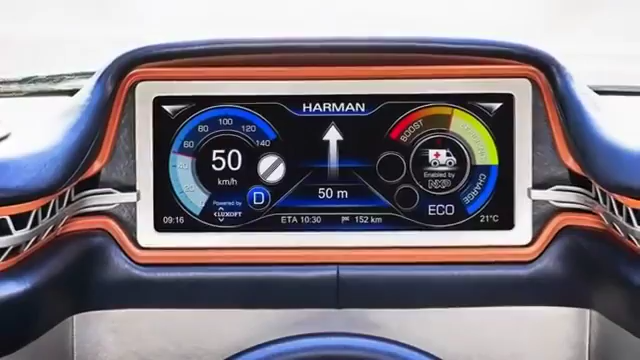 HARMAN
80
100
120
60
140
40
20
0
50
km/h
Powered by
LUXOFT
D
09:16
50 m
ETA 10:30
152 km
BOOST
CHARGE
Enabled by
NXP
ECO
21°C